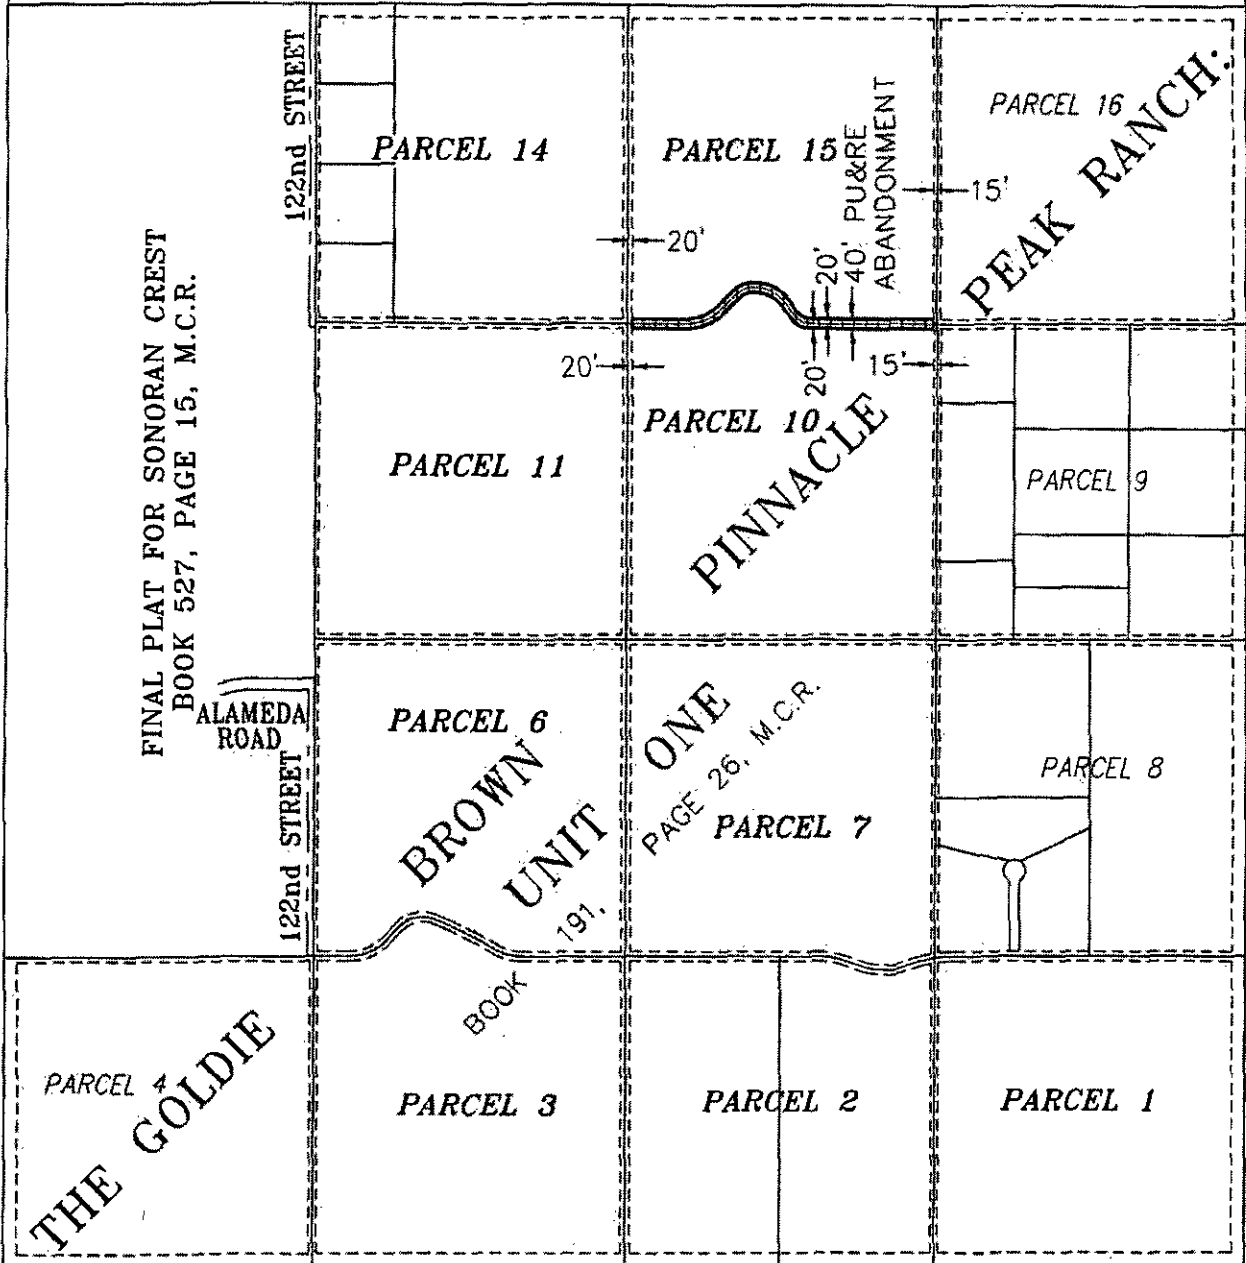 122nd STREET
PARCEL 14
PARCEL 15
PARCEL 16
40' PU&RE
ABANDONMENT
15'
20'
20'
20'
20'
15'
FINAL PLAT FOR SONORAN CREST
BOOK 527, PAGE 15, M.C.R.
PARCEL 11
PARCEL 10
PARCEL 9
ALAMEDA
ROAD
122nd STREET
PARCEL 6
PARCEL 7
PARCEL 8
PARCEL 4
PARCEL 3
PARCEL 2
PARCEL 1
THE GOLDIE BROWN PINNACLE PEAK RANCH:
UNIT ONE
BOOK 191, PAGE 26, M.C.R.